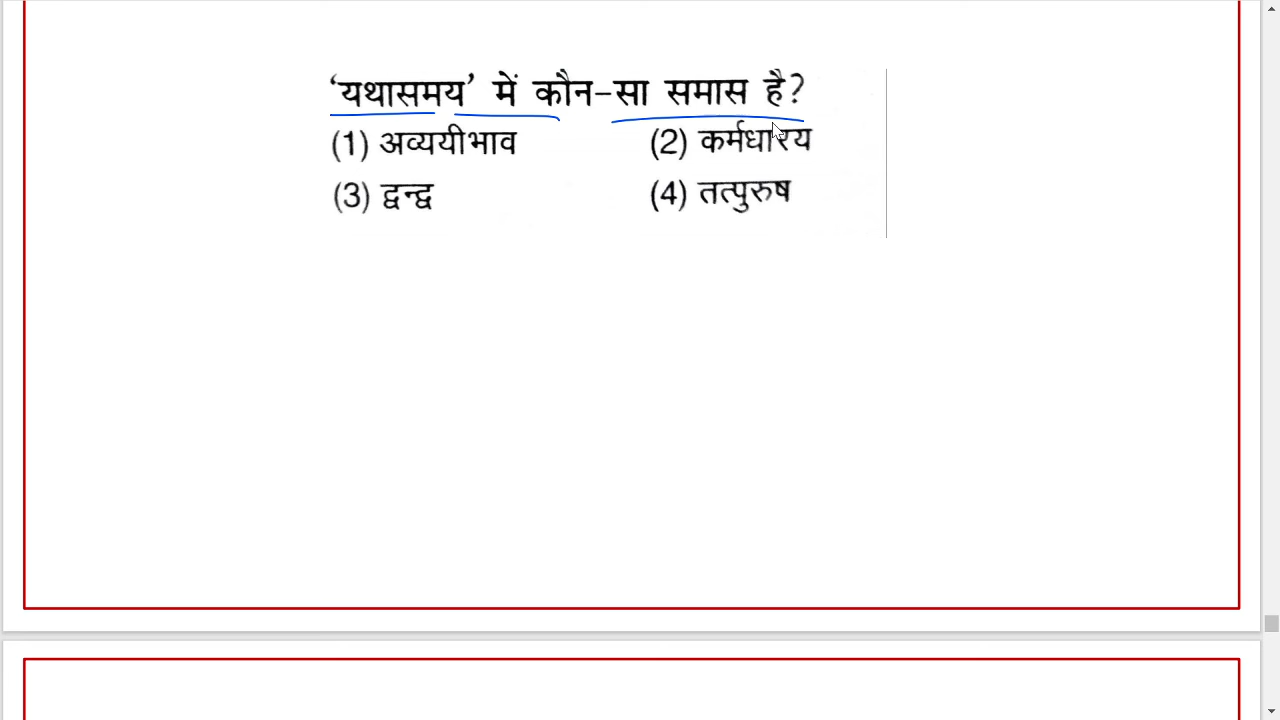 ‘यथासमय’ में कौन-सा समास है?
(1) अव्ययीभाव (2) कर्मधारय
(3) द्वन्द्व (4) तत्पुरुष